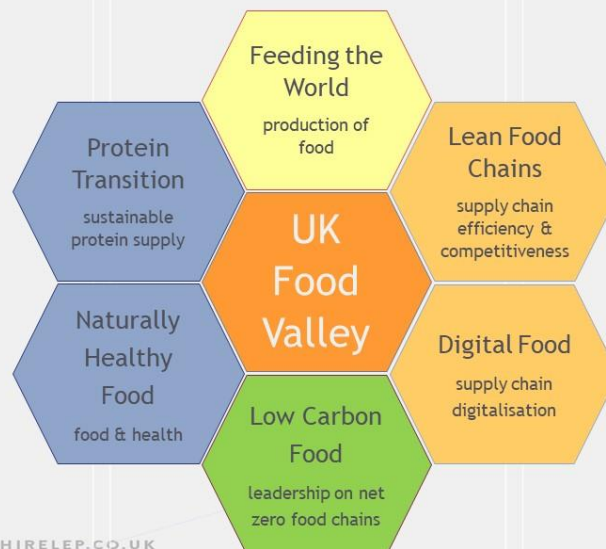 Feeding the
World
production of
food
Protein
Transition
sustainable
protein supply
Lean Food
Chains
supply chain
efficiency &
competitiveness
UK
Food
Valley
Naturally
Healthy
Food
food & health
Digital Food
supply chain
digitalisation
Low Carbon
Food
leadership on net
zero food chains
HIRELEP.CO.UK